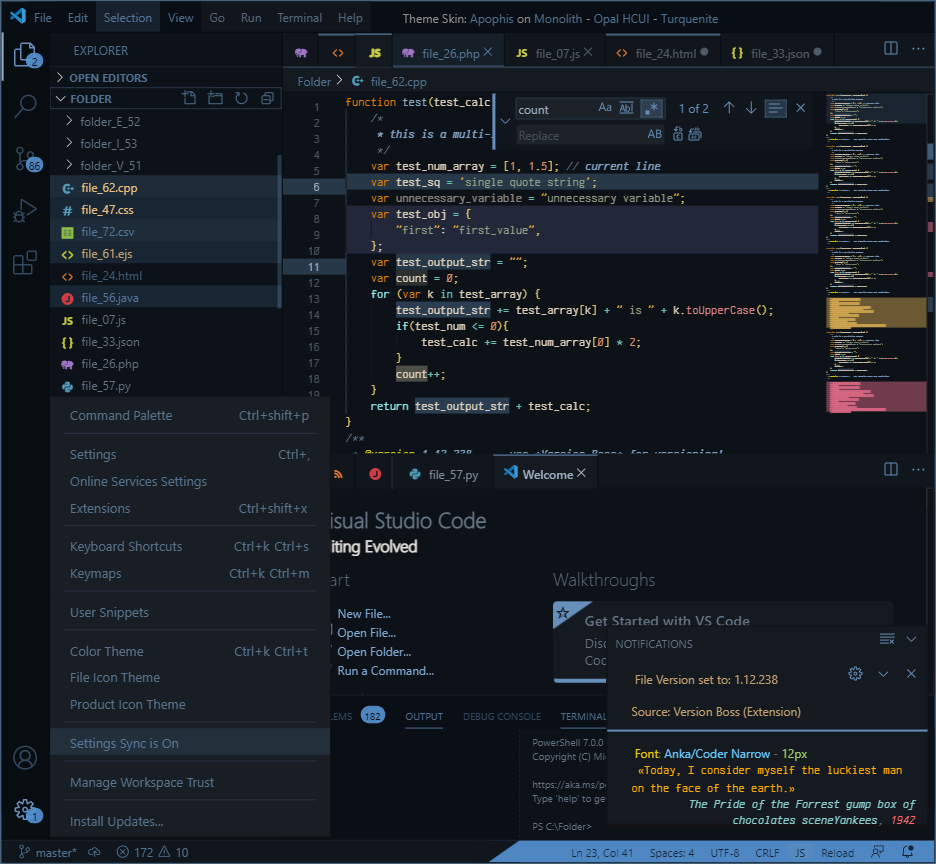 File Edit Selection View Go Run Terminal Help Theme Skin: Apophis on Monolith - Opal HCUI - Turquenite
2
EXPLORER
JS file_26.php JS file_07.js file_24.html {} file_33.json
OPEN EDITORS
FOLDER
Folder > file_62.cpp
folder_E_52
folder_I_53
folder_V_51
file_62.cpp
# file_47.css
file_72.csv
file_61.ejs
file_24.html
J file_56.java
JS file_07.js
{} file_33.json
file_26.php
file_57.py
86
count Aa Abl .* 1 of 2
Replace AB
1 function test(test_calc
2 /*
3 * this is a multi-
4 */
5 var test_num_array = [1, 1.5]; // current line
6 var test_sq = 'single quote string';
7 var unnecessary_variable = "unnecessary variable";
8 var test_obj = {
9 "first": "first_value",
10 };
11 var test_output_str = "";
12 var count = 0;
13 for (var k in test_array) {
14 test_output_str += test_array[k] + " is " + k.toUpperCase();
15 if(test_num <= 0){
16 test_calc += test_num_array[0] * 2;
17 }
18 count++;
19 }
return test_output_str + test_calc;
}
/**
* @version 1.12.238 - use «Version Boss» for versioning!
Command Palette Ctrl+shift+p
Settings Ctrl+,
Online Services Settings
Extensions Ctrl+shift+x
Keyboard Shortcuts Ctrl+k Ctrl+s
Keymaps Ctrl+k Ctrl+m
User Snippets
Color Theme Ctrl+k Ctrl+t
File Icon Theme
Product Icon Theme
Settings Sync is On
Manage Workspace Trust
Install Updates...
1
J file_57.py Welcome
isual Studio Code
iting Evolved
art
New File...
Open File...
Open Folder...
Run a Command...
Walkthroughs
Get Started with VS Code
Disc
Coc
NOTIFICATIONS
File Version set to: 1.12.238
Source: Version Boss (Extension)
Font: Anka/Coder Narrow - 12px
«Today, I consider myself the luckiest man
on the face of the earth.»
The Pride of the Forrest gump box of
chocolates sceneYankees, 1942
LEMS 182 OUTPUT DEBUG CONSOLE TERMINAL
PowerShell 7.0.0
Copyright (C) Mi
https://aka.ms/p
Type 'help' to ge
PS C:\Folder>
master* 172 10 Ln 23, Col 41 Spaces: 4 UTF-8 CRLF JS Reload